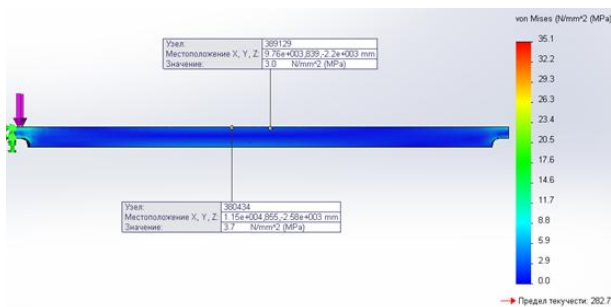 von Mises (N/mm^2 (MPa)
Узел: 389129
Местоположение X, Y, Z: 9.76e+003,839,-2.2e+003 mm
Значение: 3.0 N/mm^2 (MPa)
35.1
32.2
29.3
26.3
23.4
20.5
17.6
14.6
11.7
8.8
5.9
2.9
0.0
Узел: 380434
Местоположение X, Y, Z: 1.15e+004,855,-2.58e+003 mm
Значение: 3.7 N/mm^2 (MPa)
Предел текучести: 282.7